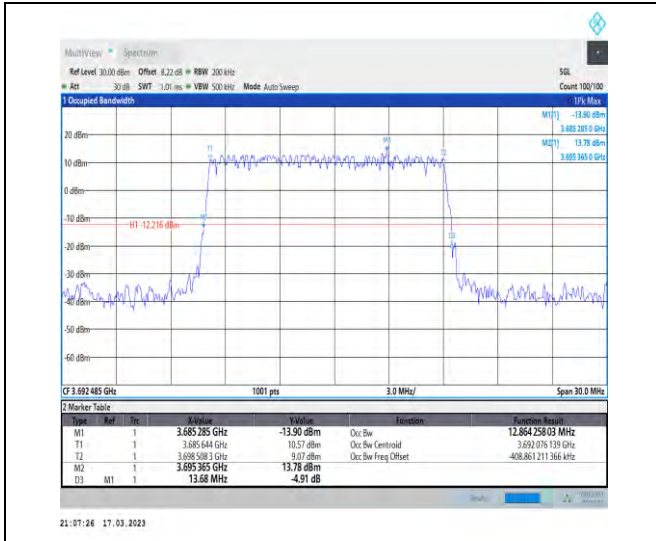 MultiView Spectrum
Ref Level 30.00 dBm Offset 8.22 dB RBW 200 kHz SGL
Att 30 dB SWT 1.01 ms VBW 500 kHz Mode Auto Sweep Count 100/100
1 Occupied Bandwidth 1Pk Max
M1[1] -13.90 dBm
3.685 285 0 GHz
M2[1] 13.78 dBm
3.695 365 0 GHz
20 dBm
T1
10 dBm
0 dBm
-10 dBm
H1 -12.216 dBm
D3
-20 dBm
-30 dBm
-40 dBm
-50 dBm
-60 dBm
CF 3.692 485 GHz 1001 pts 3.0 MHz/ Span 30.0 MHz
2 Marker Table
Type Ref Trc X-Value Y-Value Function Function Result
M1 1 3.685 285 GHz -13.90 dBm Occ Bw 12.864 258 03 MHz
T1 1 3.685 644 GHz 10.57 dBm Occ Bw Centroid 3.692 076 139 GHz
T2 1 3.698 508 3 GHz 9.07 dBm Occ Bw Freq Offset -408.861 211 366 kHz
M2 1 3.695 365 GHz 13.78 dBm
D3 M1 1 13.68 MHz -4.91 dB
21:07:26 17.03.2023